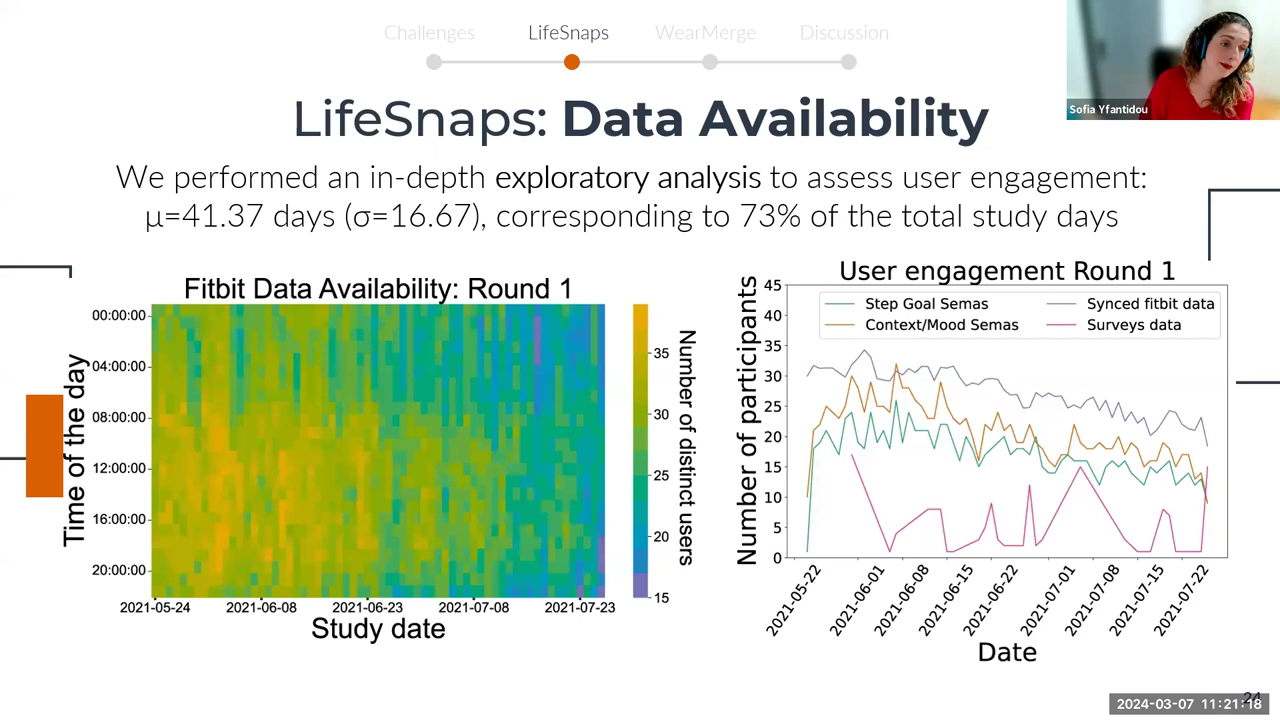 Challenges LifeSnaps WearMerge Discussion
Sofia Yfantidou
LifeSnaps: Data Availability
We performed an in-depth exploratory analysis to assess user engagement:
μ=41.37 days (σ=16.67), corresponding to 73% of the total study days
Fitbit Data Availability: Round 1
Time of the day
00:00:00
04:00:00
08:00:00
12:00:00
16:00:00
20:00:00
2021-05-24 2021-06-08 2021-06-23 2021-07-08 2021-07-23
Study date
35
30
25
20
15
Number of distinct users
User engagement Round 1
Number of participants
45
40
35
30
25
20
15
10
5
0
Step Goal Semas
Context/Mood Semas
Synced fitbit data
Surveys data
2021-05-22 2021-06-01 2021-06-08 2021-06-15 2021-06-22 2021-07-01 2021-07-08 2021-07-15 2021-07-22
Date
24
2024-03-07 11:21:18